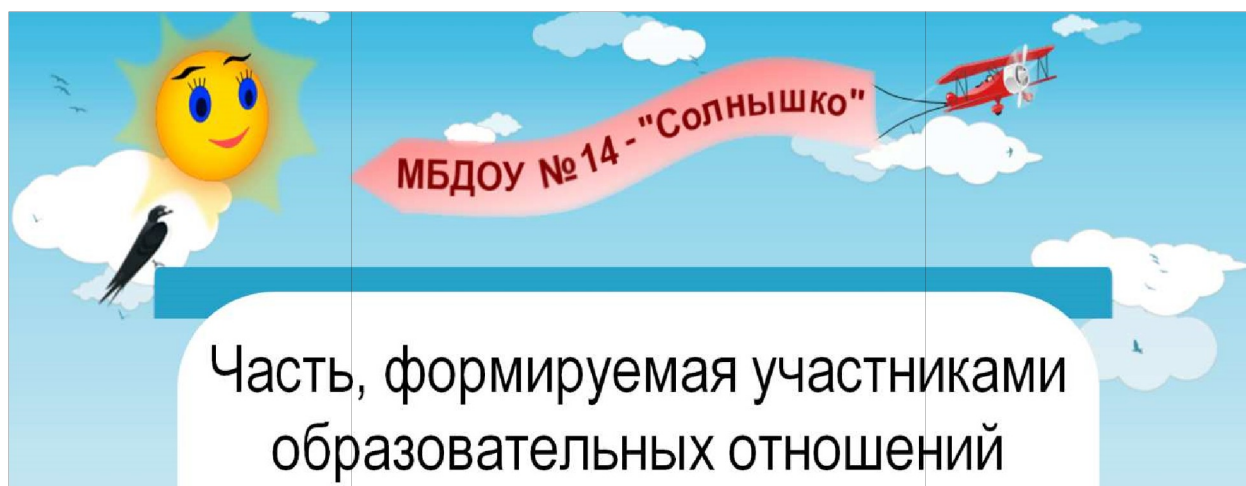 МБДОУ №14 - "Солнышко"
Часть, формируемая участниками
образовательных отношений